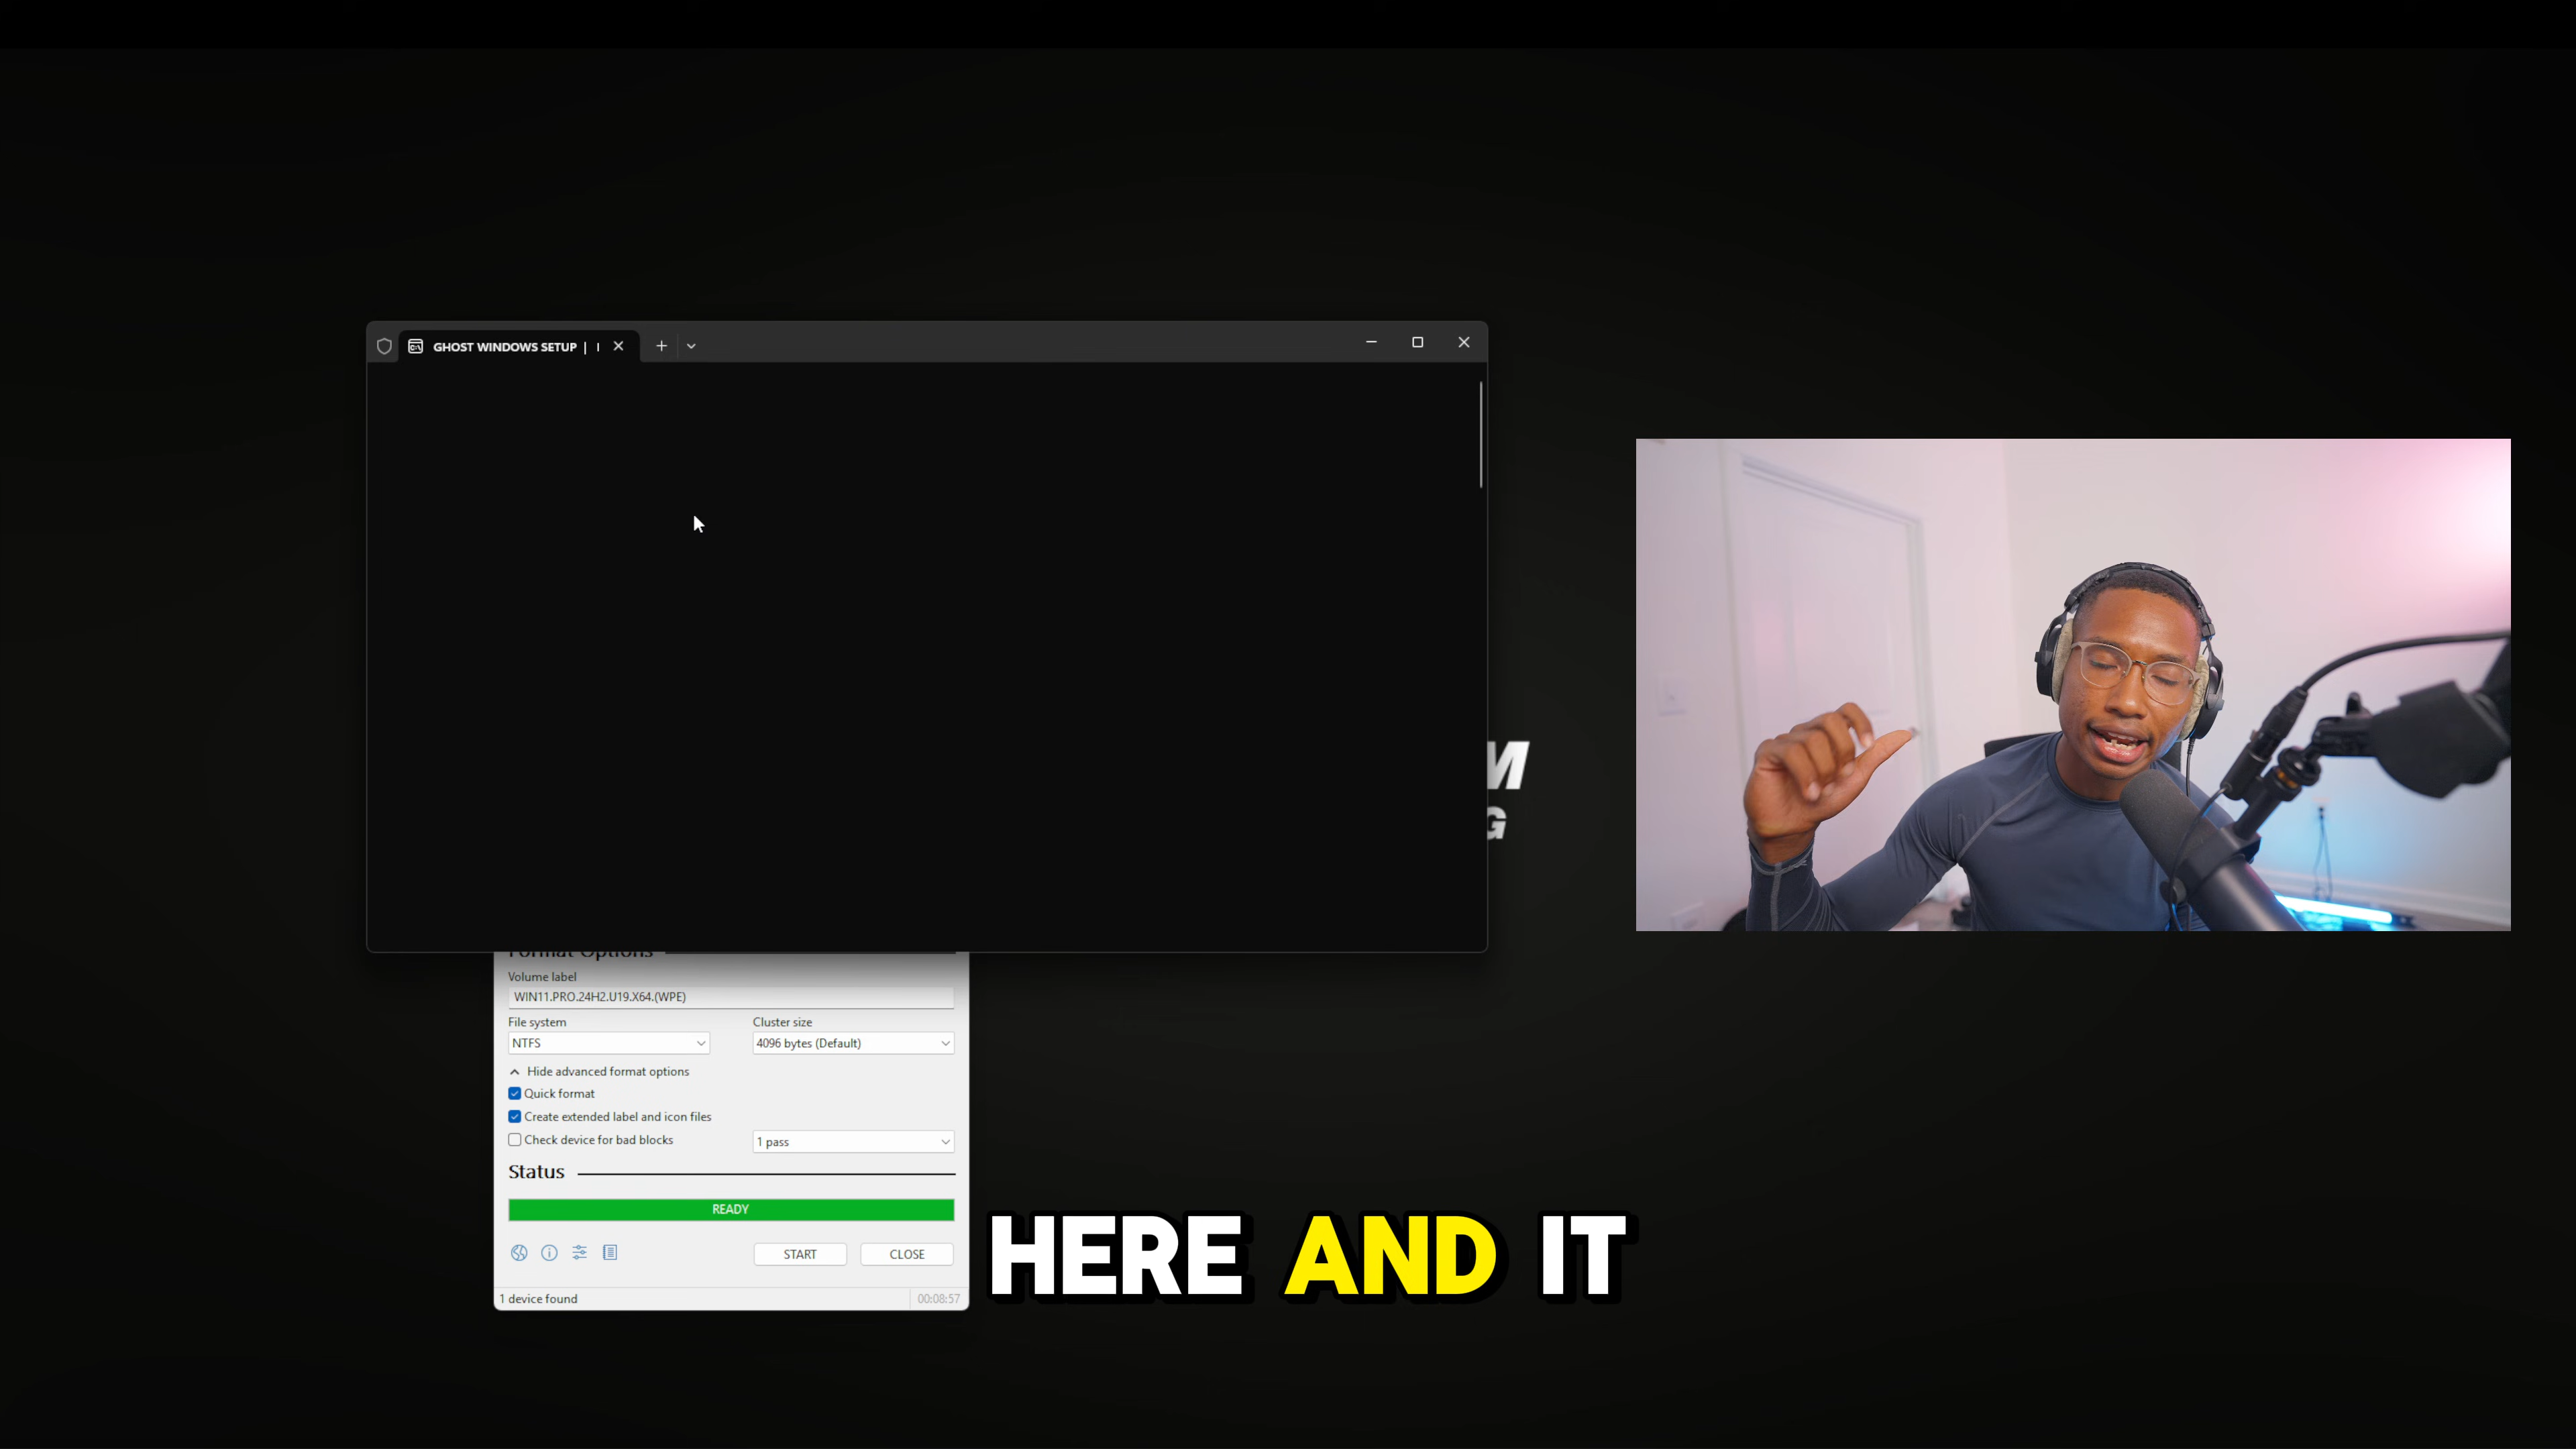 GHOST WINDOWS SETUP |
M
G
Format Options
Volume label
WIN11.PRO.24H2.U19.X64.(WPE)
File system
Cluster size
NTFS
4096 bytes (Default)
Hide advanced format options
Quick format
Create extended label and icon files
Check device for bad blocks
1 pass
Status
READY
START
CLOSE
1 device found
00:08:57
HERE AND IT